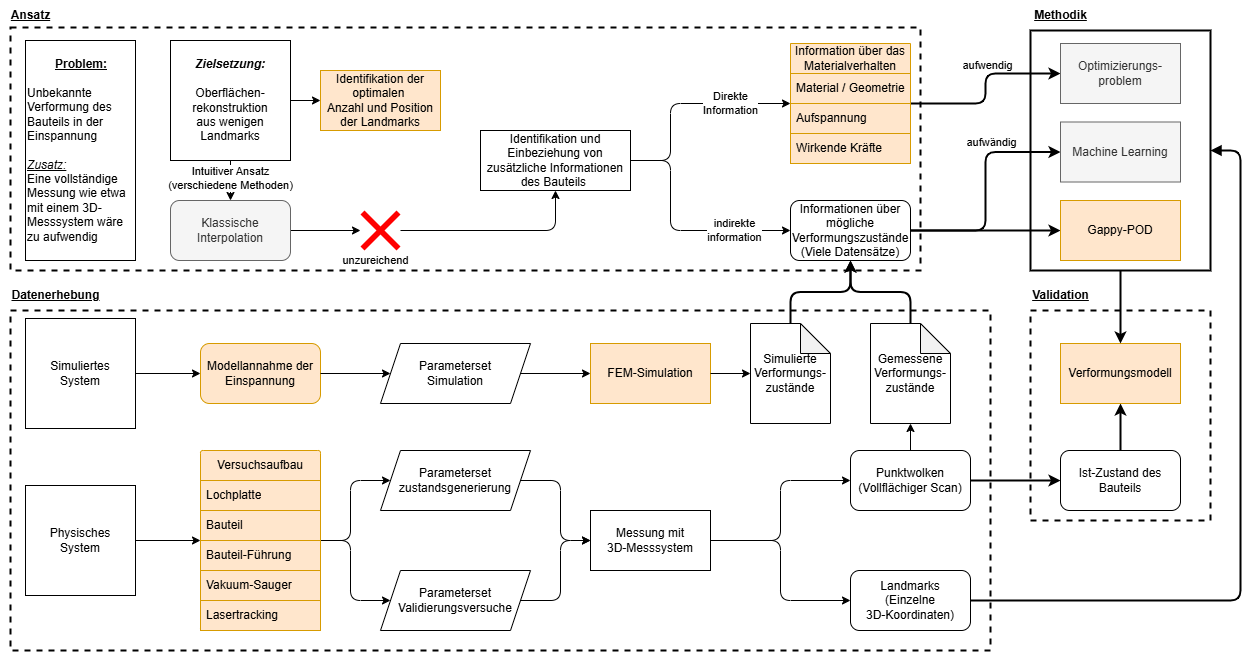 Ansatz
Problem:
Unbekannte
Verformung des
Bauteils in der
Einspannung
Zusatz:
Eine vollständige
Messung wie etwa
mit einem 3D-
Messsystem wäre
zu aufwendig
Zielsetzung:
Oberflächen-
rekonstruktion
aus wenigen
Landmarks
Identifikation der
optimalen
Anzahl und Position
der Landmarks
Intuitiver Ansatz
(verschiedene Methoden)
Klassische
Interpolation
unzureichend
Identifikation und
Einbeziehung von
zusätzliche Informationen
des Bauteils
Direkte
Information
indirekte
information
Information über das
Materialverhalten
Material / Geometrie
Aufspannung
Wirkende Kräfte
Informationen über
mögliche
Verformungszustände
(Viele Datensätze)
aufwendig
aufwändig
Methodik
Optimizierungs-
problem
Machine Learning
Gappy-POD
Datenerhebung
Simuliertes
System
Modellannahme der
Einspannung
Parameterset
Simulation
FEM-Simulation
Simulierte
Verformungs-
zustände
Gemessene
Verformungs-
zustände
Physisches
System
Versuchsaufbau
Lochplatte
Bauteil
Bauteil-Führung
Vakuum-Sauger
Lasertracking
Parameterset
zustandsgenerierung
Parameterset
Validierungsversuche
Messung mit
3D-Messsystem
Punktwolken
(Vollflächiger Scan)
Landmarks
(Einzelne
3D-Koordinaten)
Validation
Verformungsmodell
Ist-Zustand des
Bauteils